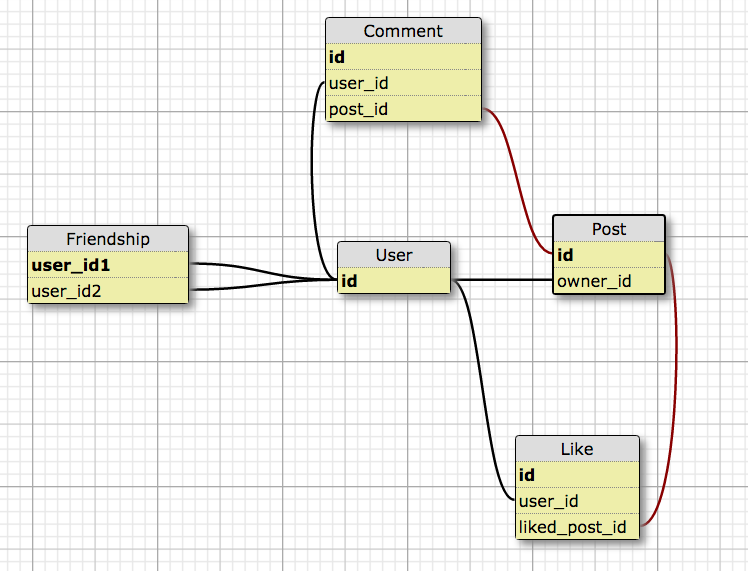 Comment
id
user_id
post_id
Friendship
user_id1
user_id2
User
id
Post
id
owner_id
Like
id
user_id
liked_post_id